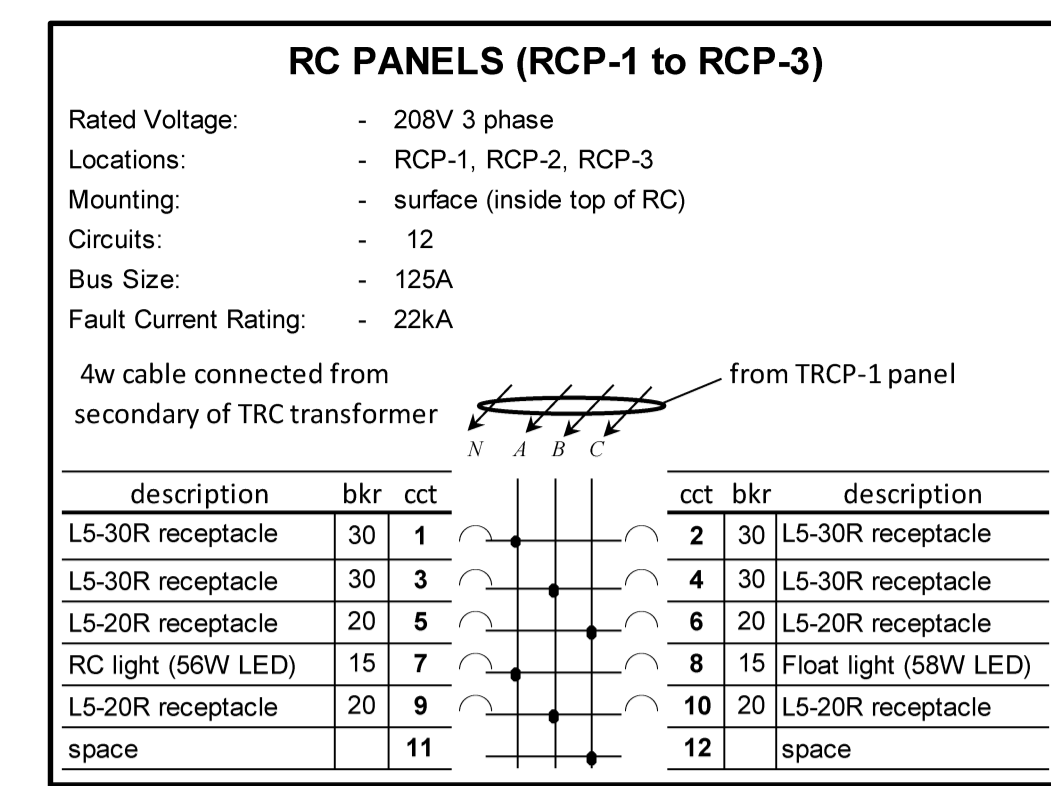 RC PANELS (RCP-1 to RCP-3)
Rated Voltage: - 208V 3 phase
Locations: - RCP-1, RCP-2, RCP-3
Mounting: - surface (inside top of RC)
Circuits: - 12
Bus Size: - 125A
Fault Current Rating: - 22kA
4w cable connected from
secondary of TRC transformer
from TRCP-1 panel
N A B C
description bkr cct cct bkr description
L5-30R receptacle 30 1 2 30 L5-30R receptacle
L5-30R receptacle 30 3 4 30 L5-30R receptacle
L5-20R receptacle 20 5 6 20 L5-20R receptacle
RC light (56W LED) 15 7 8 15 Float light (58W LED)
L5-20R receptacle 20 9 10 20 L5-20R receptacle
space 11 12 space